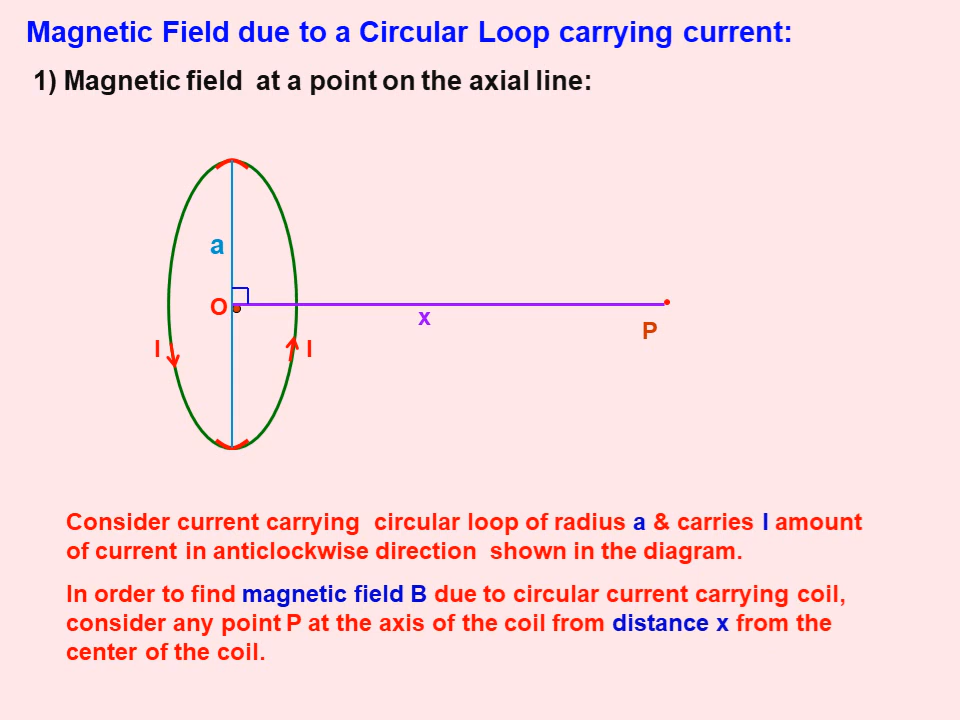 Magnetic Field due to a Circular Loop carrying current:
1) Magnetic field at a point on the axial line:
a
O
x
P
I
I
Consider current carrying circular loop of radius a & carries I amount
of current in anticlockwise direction shown in the diagram.
In order to find magnetic field B due to circular current carrying coil,
consider any point P at the axis of the coil from distance x from the
center of the coil.